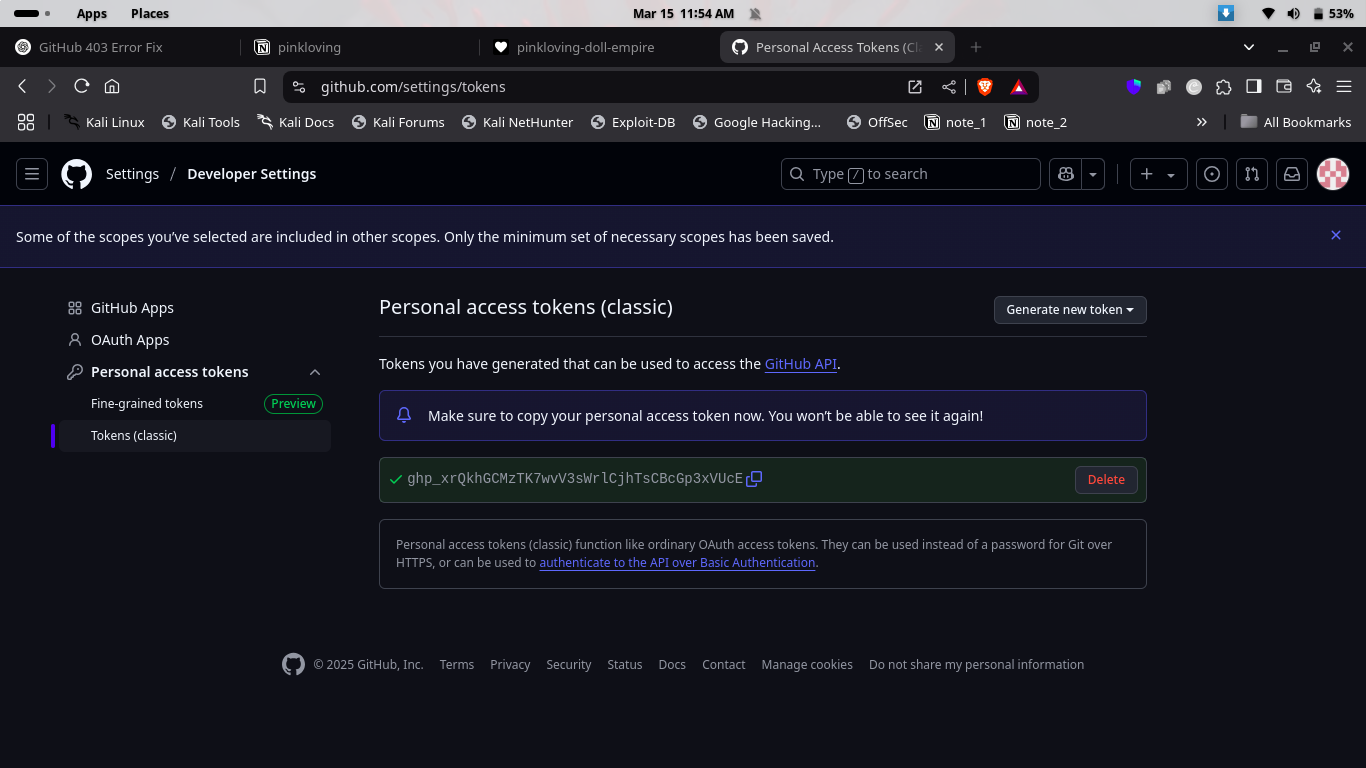 Apps Places Mar 15 11:54 AM 53%
GitHub 403 Error Fix pinkloving pinkloving-doll-empire Personal Access Tokens (Cl
github.com/settings/tokens
Kali Linux Kali Tools Kali Docs Kali Forums Kali NetHunter Exploit-DB Google Hacking... OffSec note_1 note_2 » All Bookmarks
Settings / Developer Settings Type / to search
Some of the scopes you’ve selected are included in other scopes. Only the minimum set of necessary scopes has been saved.
GitHub Apps
OAuth Apps
Personal access tokens
Fine-grained tokens Preview
Tokens (classic)
Personal access tokens (classic) Generate new token
Tokens you have generated that can be used to access the GitHub API.
Make sure to copy your personal access token now. You won’t be able to see it again!
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 Delete
Personal access tokens (classic) function like ordinary OAuth access tokens. They can be used instead of a password for Git over
HTTPS, or can be used to authenticate to the API over Basic Authentication.
© 2025 GitHub, Inc. Terms Privacy Security Status Docs Contact Manage cookies Do not share my personal information